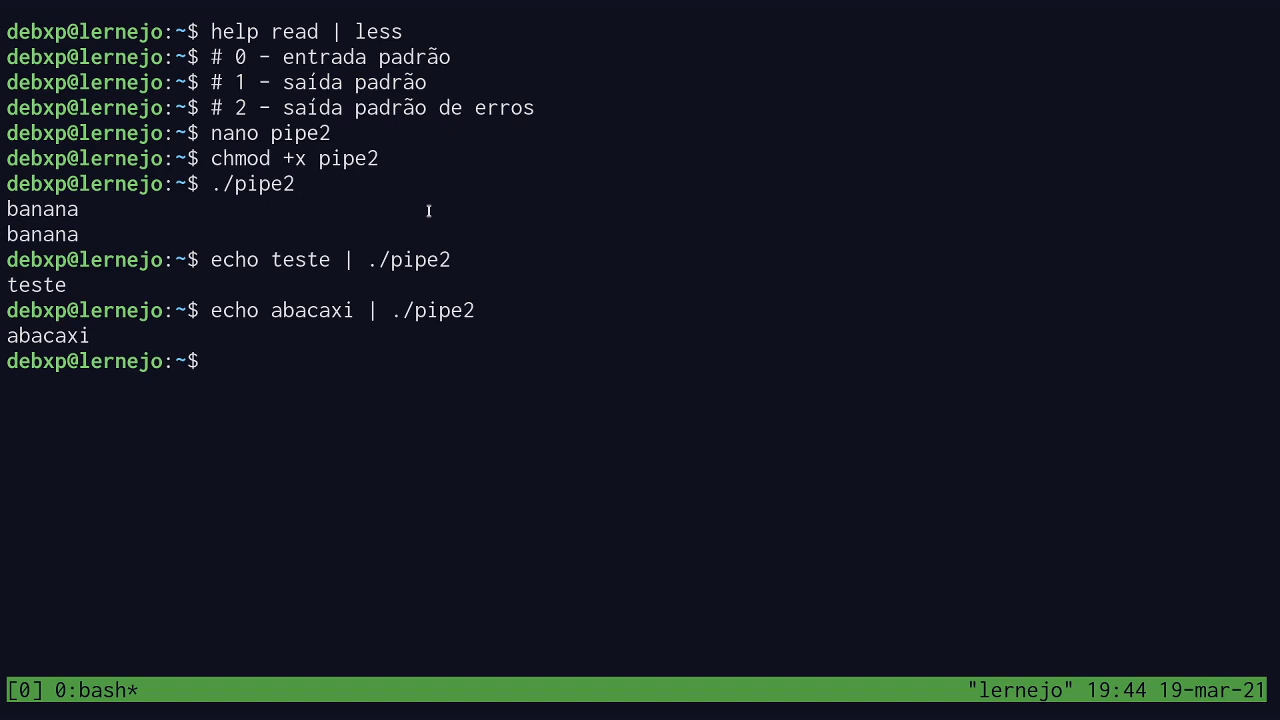 debxp@lernejo:~$ help read | less
debxp@lernejo:~$ # 0 - entrada padrão
debxp@lernejo:~$ # 1 - saída padrão
debxp@lernejo:~$ # 2 - saída padrão de erros
debxp@lernejo:~$ nano pipe2
debxp@lernejo:~$ chmod +x pipe2
debxp@lernejo:~$ ./pipe2
banana
banana
debxp@lernejo:~$ echo teste | ./pipe2
teste
debxp@lernejo:~$ echo abacaxi | ./pipe2
abacaxi
debxp@lernejo:~$
[0] 0:bash* "lernejo" 19:44 19-mar-21